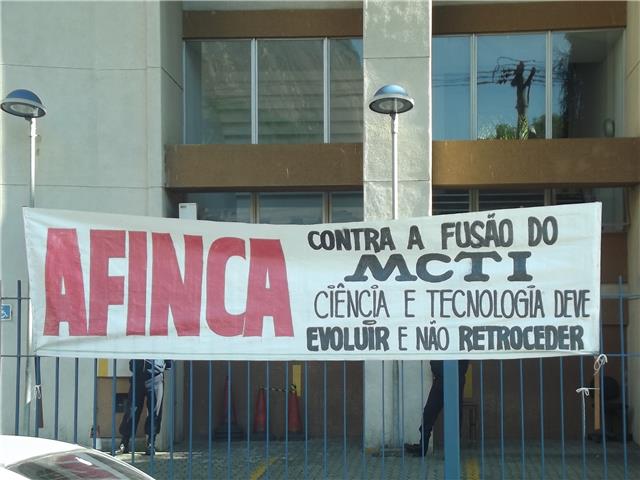 AFINCA
CONTRA A FUSÃO DO
MCTI
CIÊNCIA E TECNOLOGIA DEVE
EVOLUIR E NÃO RETROCEDER